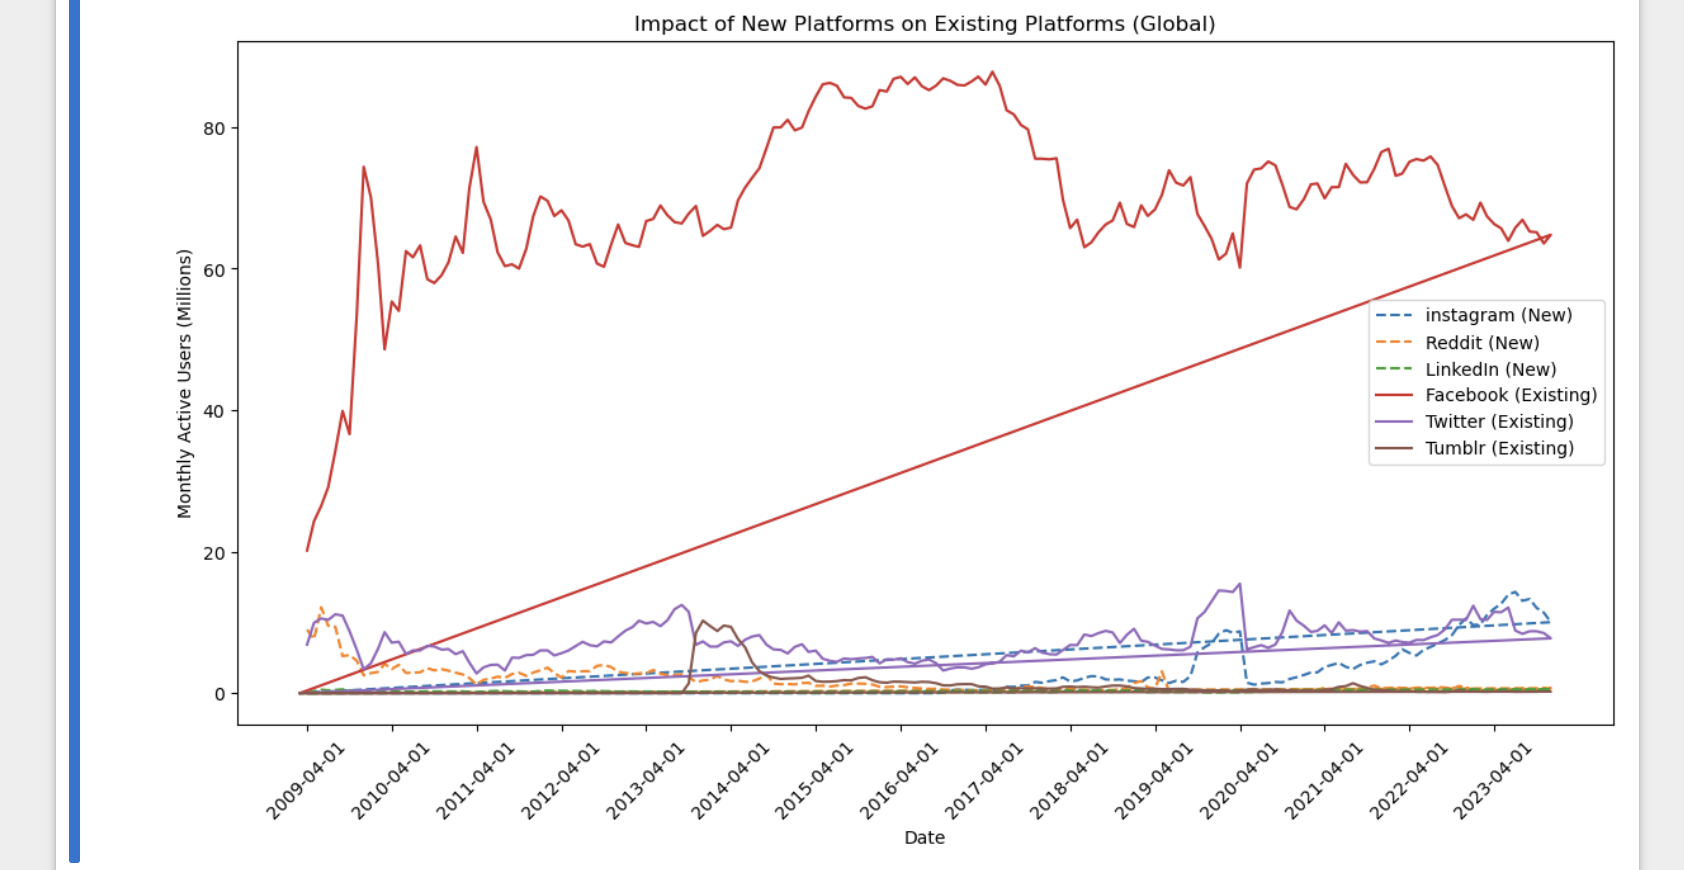 Impact of New Platforms on Existing Platforms (Global)
Monthly Active Users (Millions)
80
60
40
20
0
instagram (New)
Reddit (New)
LinkedIn (New)
Facebook (Existing)
Twitter (Existing)
Tumblr (Existing)
2009-04-01
2010-04-01
2011-04-01
2012-04-01
2013-04-01
2014-04-01
2015-04-01
2016-04-01
2017-04-01
2018-04-01
2019-04-01
2020-04-01
2021-04-01
2022-04-01
2023-04-01
Date